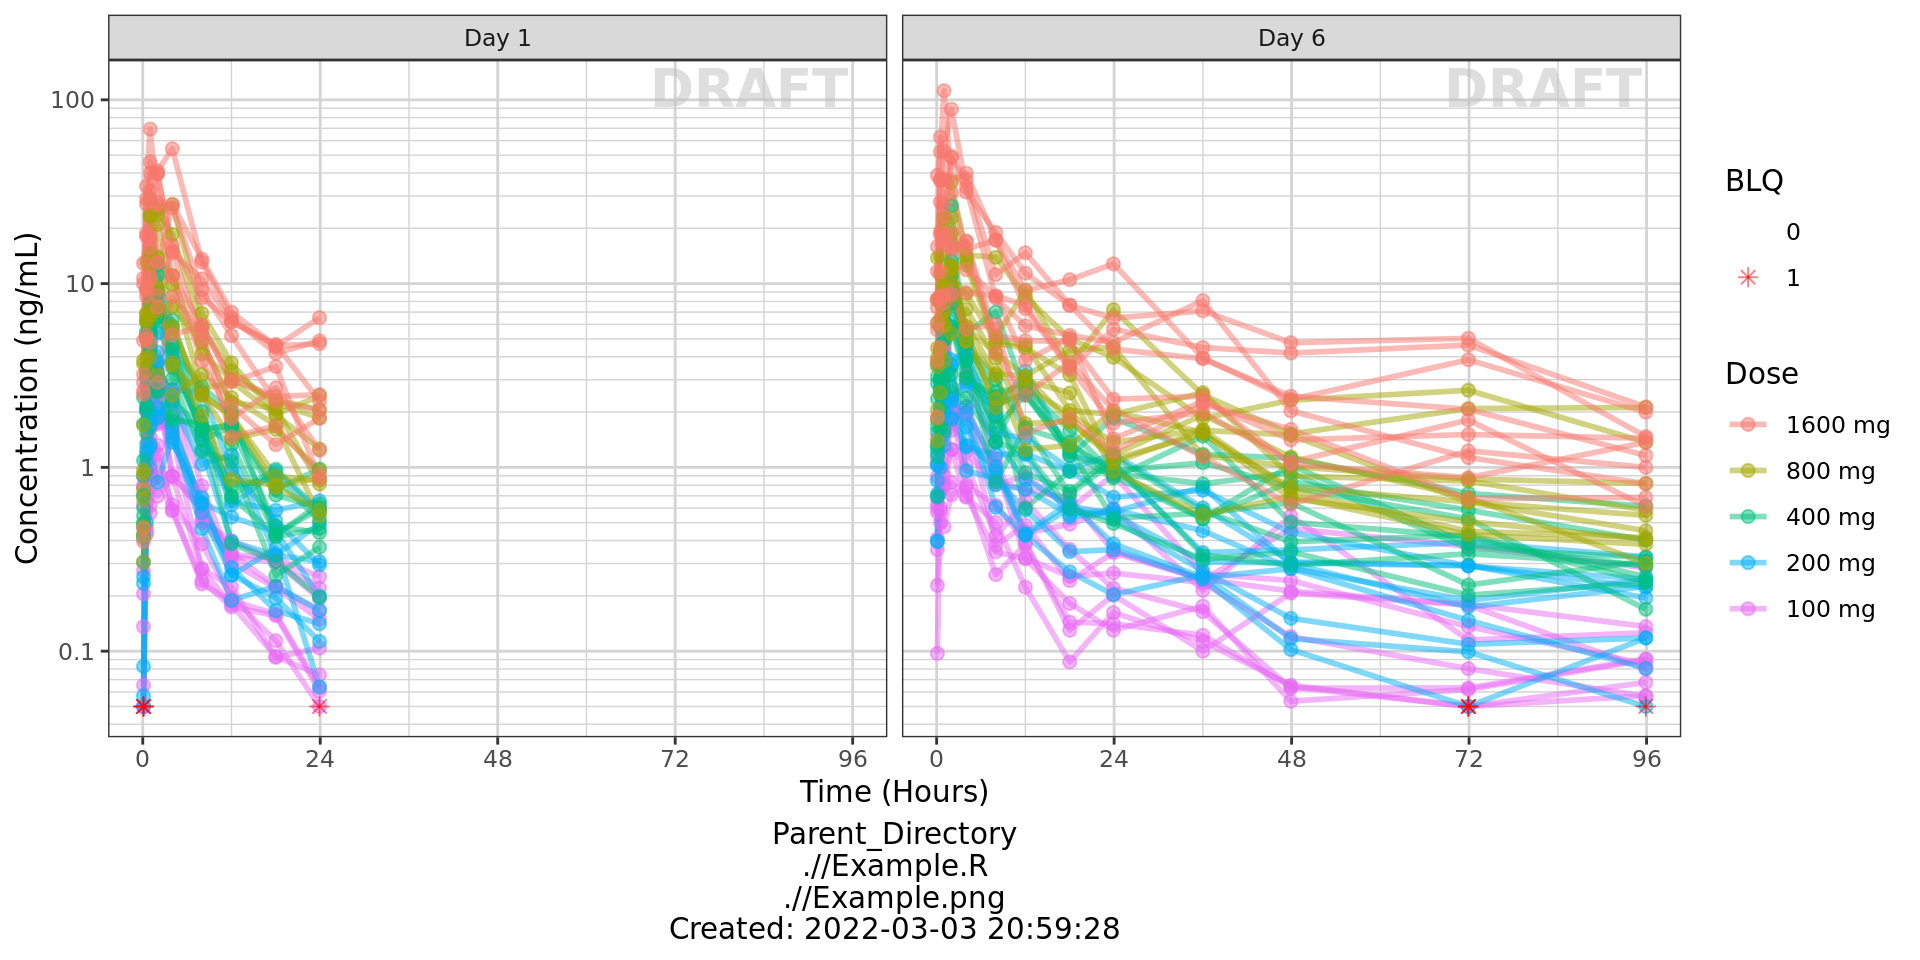 Day 1
Day 6
DRAFT
DRAFT
100
10
1
0.1
Concentration (ng/mL)
0
24
48
72
96
0
24
48
72
96
Time (Hours)
BLQ
0
1
Dose
1600 mg
800 mg
400 mg
200 mg
100 mg
Parent_Directory
.//Example.R
.//Example.png
Created: 2022-03-03 20:59:28